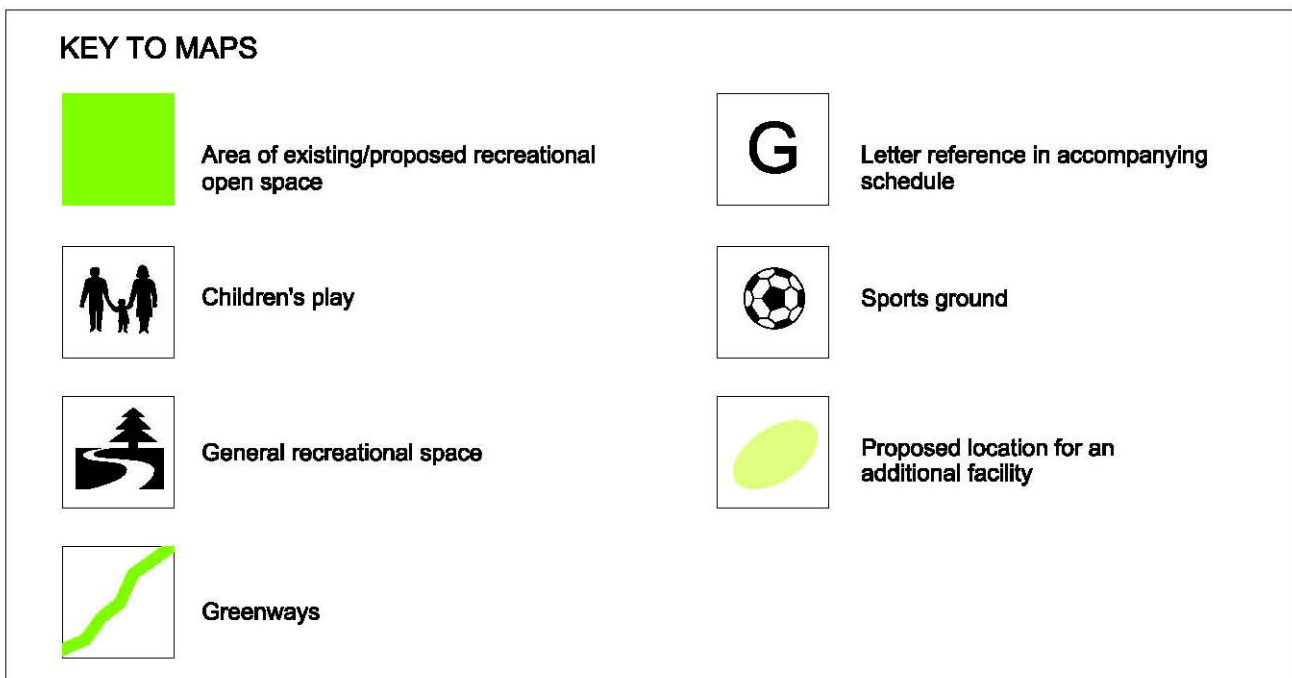 KEY TO MAPS
Area of existing/proposed recreational
open space
G
Letter reference in accompanying
schedule
Children's play
Sports ground
General recreational space
Proposed location for an
additional facility
Greenways